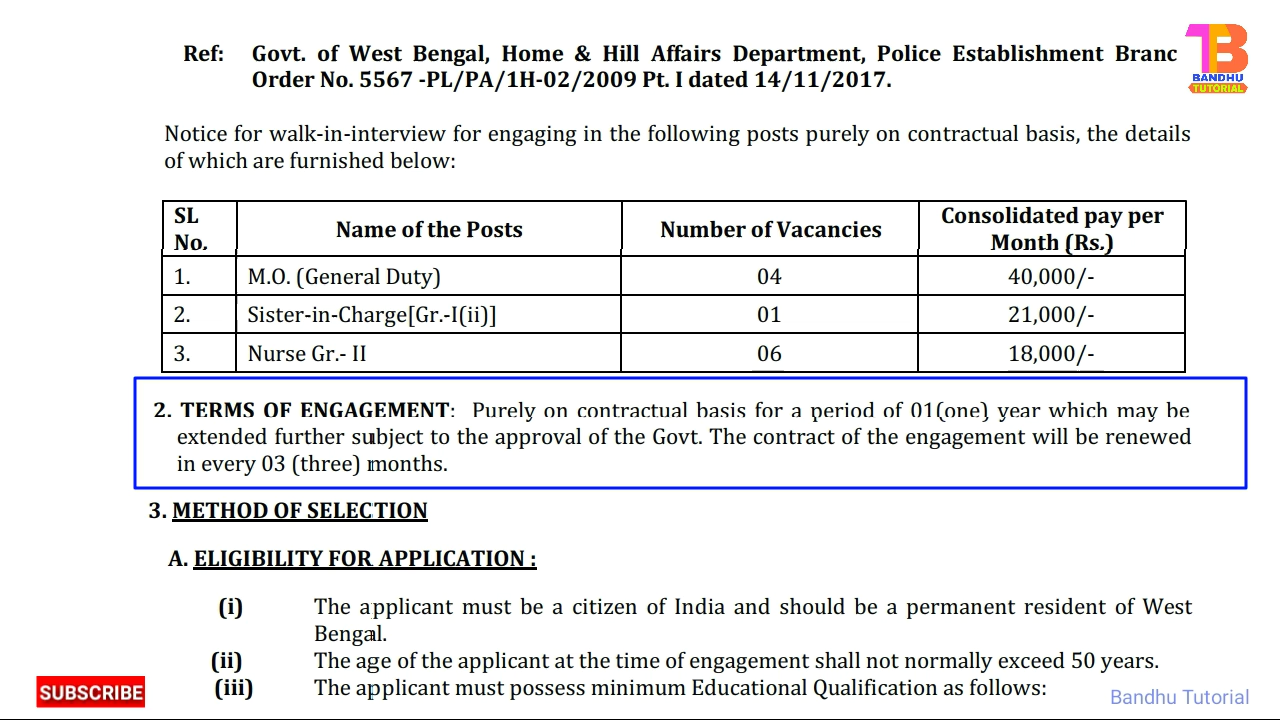 Ref: Govt. of West Bengal, Home & Hill Affairs Department, Police Establishment Branc
Order No. 5567 -PL/PA/1H-02/2009 Pt. I dated 14/11/2017.
TB
BANDHU
TUTORIAL
Notice for walk-in-interview for engaging in the following posts purely on contractual basis, the details
of which are furnished below:
SL No. Name of the Posts Number of Vacancies Consolidated pay per Month (Rs.)
1. M.O. (General Duty) 04 40,000/-
2. Sister-in-Charge[Gr.-I(ii)] 01 21,000/-
3. Nurse Gr.- II 06 18,000/-
2. TERMS OF ENGAGEMENT: Purely on contractual basis for a period of 01(one) year which may be
extended further subject to the approval of the Govt. The contract of the engagement will be renewed
in every 03 (three) months.
3. METHOD OF SELECTION
A. ELIGIBILITY FOR APPLICATION :
(i) The applicant must be a citizen of India and should be a permanent resident of West
Bengal.
(ii) The age of the applicant at the time of engagement shall not normally exceed 50 years.
(iii) The applicant must possess minimum Educational Qualification as follows:
SUBSCRIBE
Bandhu Tutorial